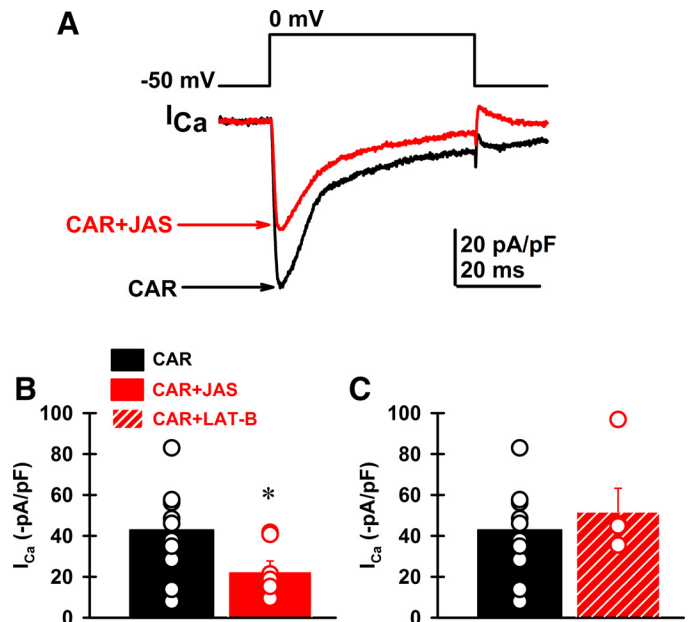 A
0 mV
-50 mV
ICa
CAR+JAS
CAR
20 pA/pF
20 ms
CAR
CAR+JAS
CAR+LAT-B
B
100
80
60
40
20
0
ICa (-pA/pF)
*
C
100
80
60
40
20
0
ICa (-pA/pF)